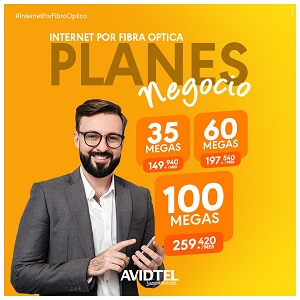 #InternetPorFibraOptica
INTERNET POR FIBRA OPTICA
PLANES
Negocio
35
MEGAS
149.940
+/MES
60
MEGAS
197.540
+/MES
100
MEGAS
259.420
+/MES
AVIDTEL